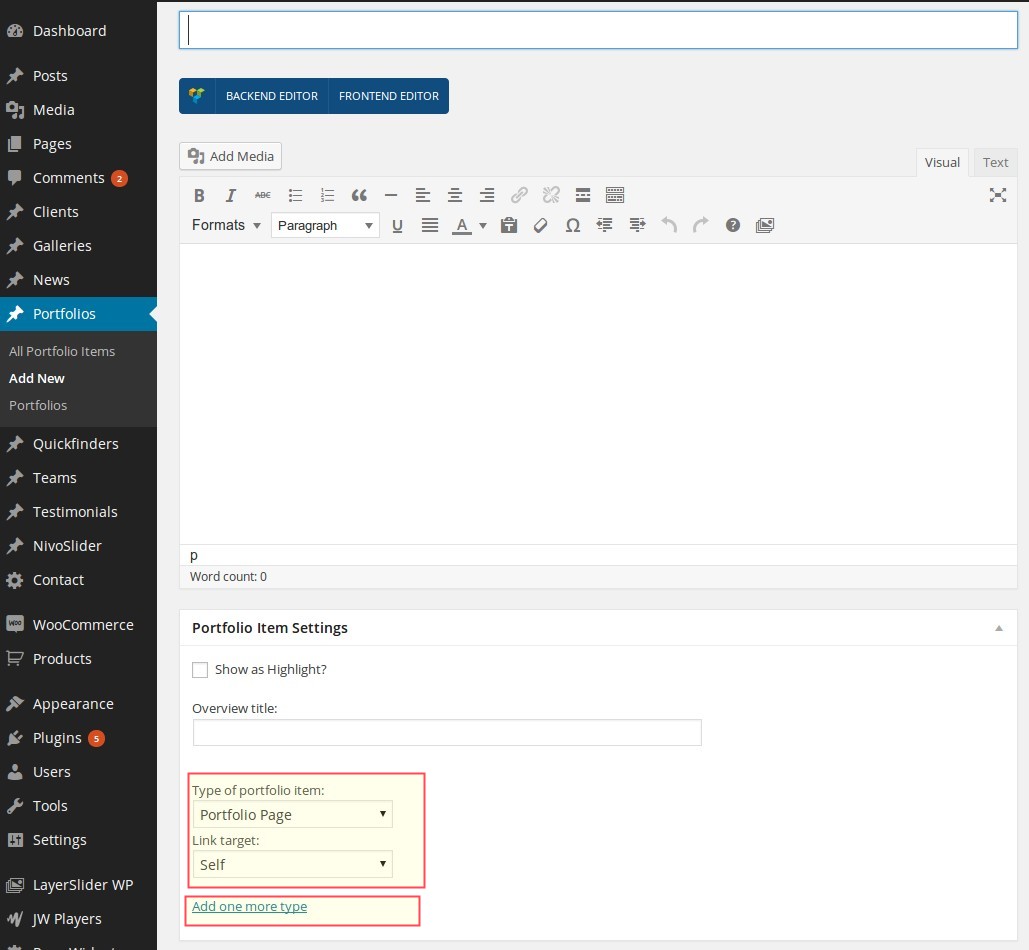 Dashboard
Posts
Media
Pages
Comments 2
Clients
Galleries
News
Portfolios
All Portfolio Items
Add New
Portfolios
Quickfinders
Teams
Testimonials
NivoSlider
Contact
WooCommerce
Products
Appearance
Plugins 5
Users
Tools
Settings
LayerSlider WP
JW Players
BACKEND EDITOR FRONTEND EDITOR
Add Media
Visual Text
B I ABC
Formats Paragraph U A
p
Word count: 0
Portfolio Item Settings
Show as Highlight?
Overview title:
Type of portfolio item:
Portfolio Page
Link target:
Self
Add one more type